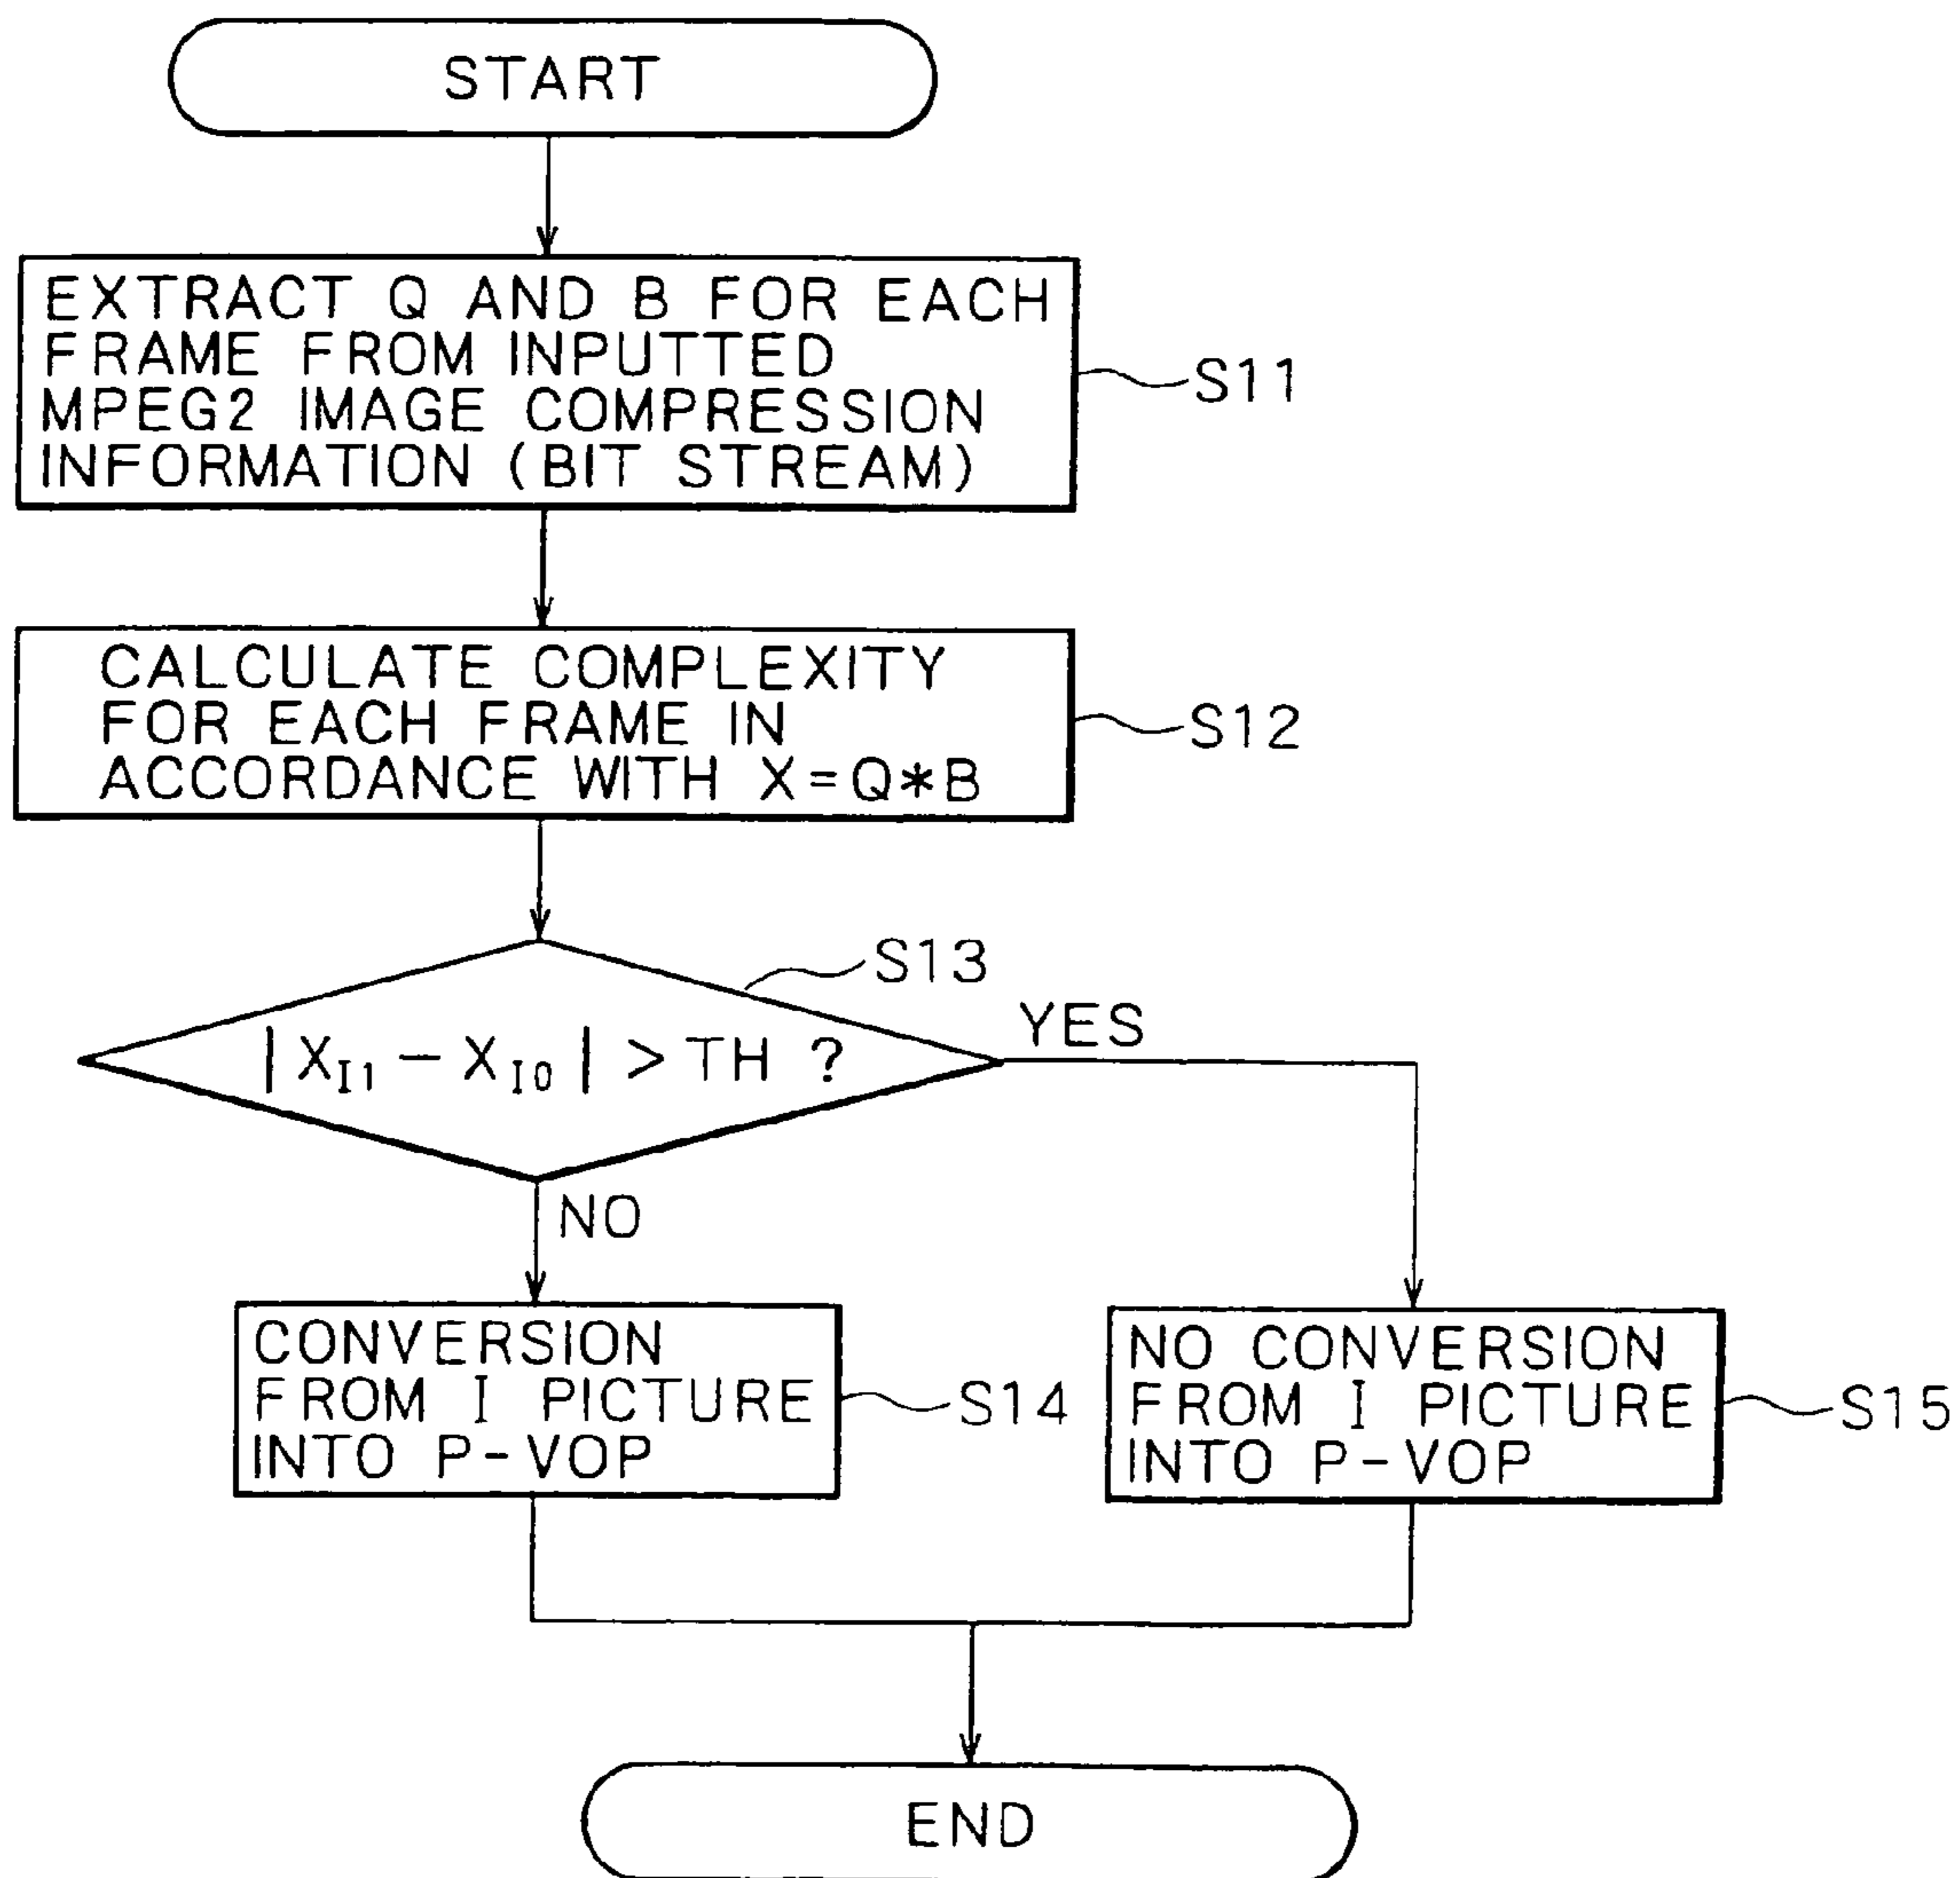 START
EXTRACT Q AND B FOR EACH
FRAME FROM INPUTTED
MPEG2 IMAGE COMPRESSION
INFORMATION (BIT STREAM)
S11
CALCULATE COMPLEXITY
FOR EACH FRAME IN
ACCORDANCE WITH X=Q*B
S12
S13
| X_I1 − X_I0 | > TH ?
YES
NO
CONVERSION
FROM I PICTURE
INTO P-VOP
S14
NO CONVERSION
FROM I PICTURE
INTO P-VOP
S15
END